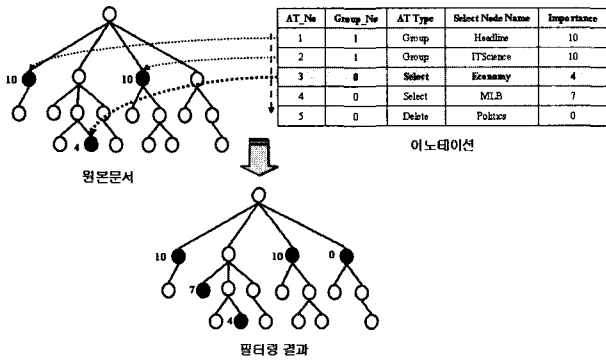 AT_No Group_No AT Type Select Node Name Importance
1 1 Group Headline 10
2 1 Group ITScience 10
3 0 Select Economy 4
4 0 Select MLB 7
5 0 Delete Politics 0
10 10
4
원본문서
어노테이션
10 10 0
7
4
필터링 결과